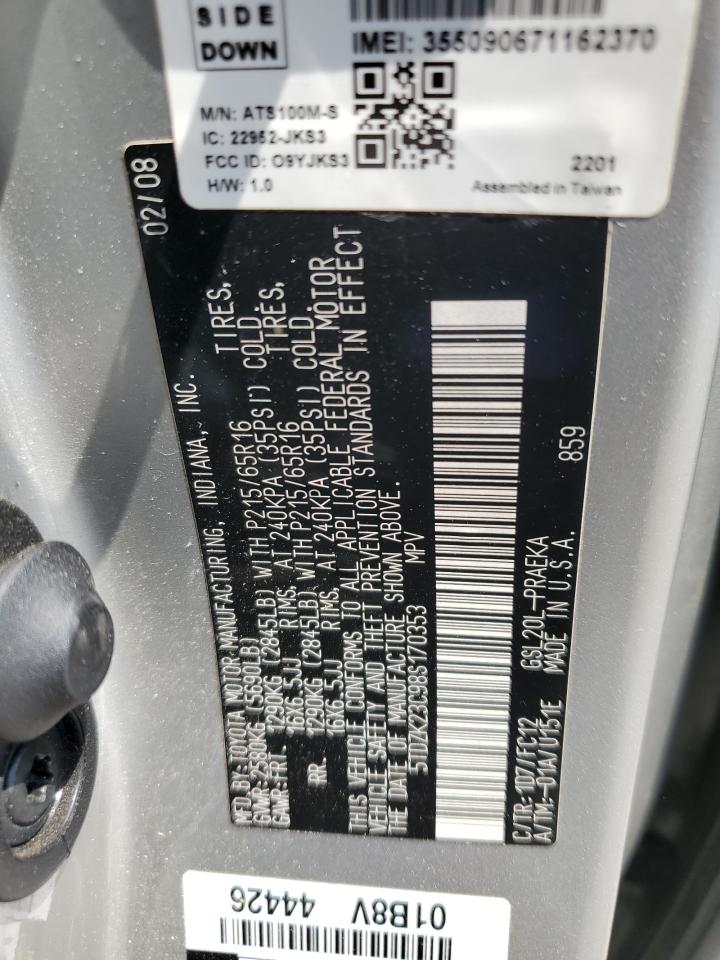 SIDE
DOWN
IMEI: 355090671162370
M/N: ATS100M-S
IC: 22952-JKS3
FCC ID: O9YJKS3
H/W: 1.0
2201
Assembled in Taiwan
MFD.BY:TOYOTA MOTOR MANUFACTURING, INDIANA, INC. 02/08
GVWR:2580KG (5690LB)
GAWR: FRT. 1290KG (2845LB) WITH P215/65R16 TIRES,
16X6.5JJ RIMS, AT 240KPA (35PSI) COLD.
RR. 1290KG (2845LB) WITH P215/65R16 TIRES,
16X6.5JJ RIMS, AT 240KPA (35PSI) COLD.
THIS VEHICLE CONFORMS TO ALL APPLICABLE FEDERAL MOTOR
VEHICLE SAFETY AND THEFT PREVENTION STANDARDS IN EFFECT ON
THE DATE OF MANUFACTURE SHOWN ABOVE.
5TDZK23C98S170353 MPV
C/TR: 1D7/FC12 GSL20L-PRAEKA 859
A/TM:-01A/U151E MADE IN U.S.A.
01B8V
44426